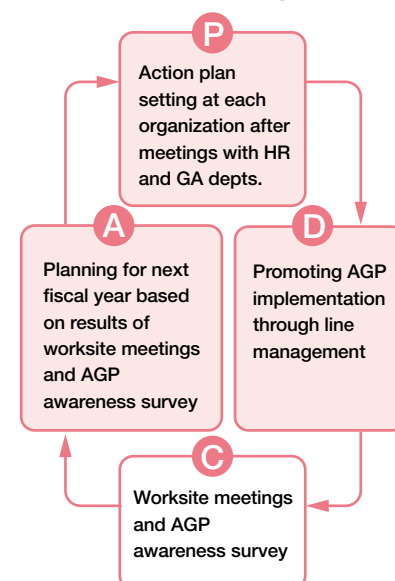 P
Action plan
setting at each
organization after
meetings with HR
and GA depts.
A
Planning for next
fiscal year based
on results of
worksite meetings
and AGP
awareness survey
D
Promoting AGP
implementation
through line
management
C
Worksite meetings
and AGP
awareness survey